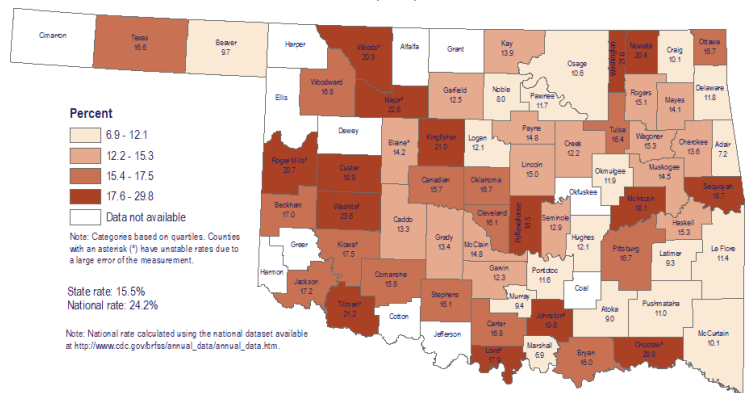 Cimarron
Texas
16.6
Beaver
9.7
Harper
Woods*
20.9
Alfalfa
Grant
Kay
13.9
Osage
10.6
Washington
21.6
Nowata
20.4
Craig
10.1
Ottawa
16.7
Ellis
Woodward
16.8
Major*
22.6
Garfield
12.5
Noble
8.0
Pawnee
11.7
Rogers
15.1
Mayes
14.1
Delaware
11.8
Percent
6.9 - 12.1
12.2 - 15.3
15.4 - 17.5
17.6 - 29.8
Data not available
Note: Categories based on quartiles. Counties
with an asterisk (*) have unstable rates due to
a large error of the measurement.
State rate: 15.5%
National rate: 24.2%
Note: National rate calculated using the national dataset available
at http://www.cdc.gov/brfss/annual_data/annual_data.htm.
Dewey
Blaine*
14.2
Kingfisher
21.0
Logan
12.1
Payne
14.8
Creek
12.2
Tulsa
16.4
Wagoner
15.3
Cherokee
13.6
Adair
7.2
Roger Mills*
20.7
Custer
18.9
Canadian
15.7
Oklahoma
16.7
Lincoln
15.0
Okfuskee
Okmulgee
11.9
Muskogee
14.5
McIntosh
18.1
Sequoyah
18.7
Beckham
17.0
Washita*
23.6
Caddo
13.3
Grady
13.4
Cleveland
16.1
McClain
14.8
Pottawatomie
Seminole
12.9
Hughes
12.1
Haskell
15.3
Pittsburg
16.7
Latimer
9.3
Le Flore
11.4
Greer
Kiowa*
17.5
Harmon
Jackson
17.2
Comanche
15.6
Tillman*
21.2
Cotton
Stephens
16.1
Jefferson
Garvin
12.3
Murray
9.4
Pontotoc
11.6
Coal
Johnston*
Atoka
9.0
Pushmataha
11.0
McCurtain
10.1
Carter
16.8
Love*
17.9
Marshall
6.9
Bryan
16.0
Choctaw*
29.8